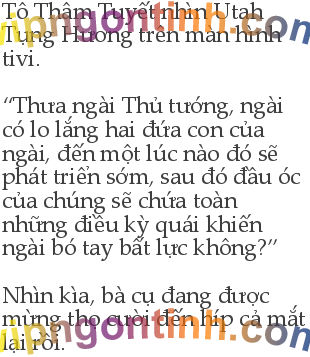 Tô Thâm Tuyết nhìn Utah
Tụng Hương trên màn hình
tivi.
“Thưa ngài Thủ tướng, ngài
có lo lắng hai đứa con của
ngài, đến một lúc nào đó sẽ
phát triển sớm, sau đó đầu óc
của chúng sẽ chứa toàn
những điều kỳ quái khiến
ngài bó tay bất lực không?”
Nhìn kìa, bà cụ đang được
mừng thọ cười đến híp cả mắt
lại rồi.
vipngontinh.com
vipngontinh.com